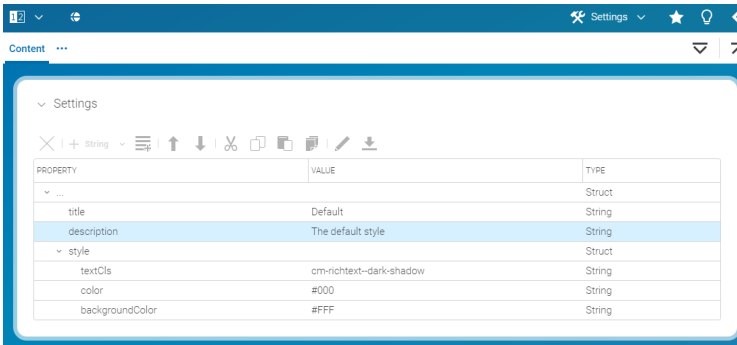 12 Settings
Content ...
Settings
+ String
PROPERTY VALUE TYPE
... Struct
title Default String
description The default style String
style Struct
textCls cm-richtext--dark-shadow String
color #000 String
backgroundColor #FFF String